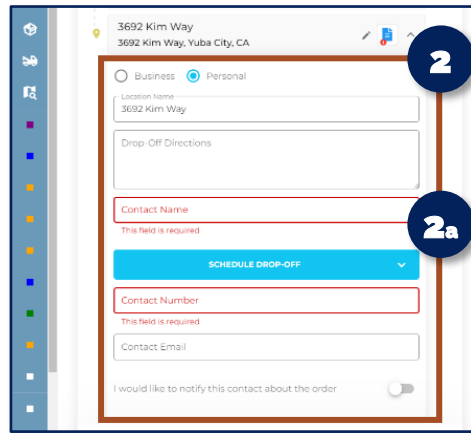 3692 Kim Way
3692 Kim Way, Yuba City, CA
2
Business Personal
Location Name
3692 Kim Way
Drop-Off Directions
Contact Name
2a
This field is required
SCHEDULE DROP-OFF
Contact Number
This field is required
Contact Email
I would like to notify this contact about the order